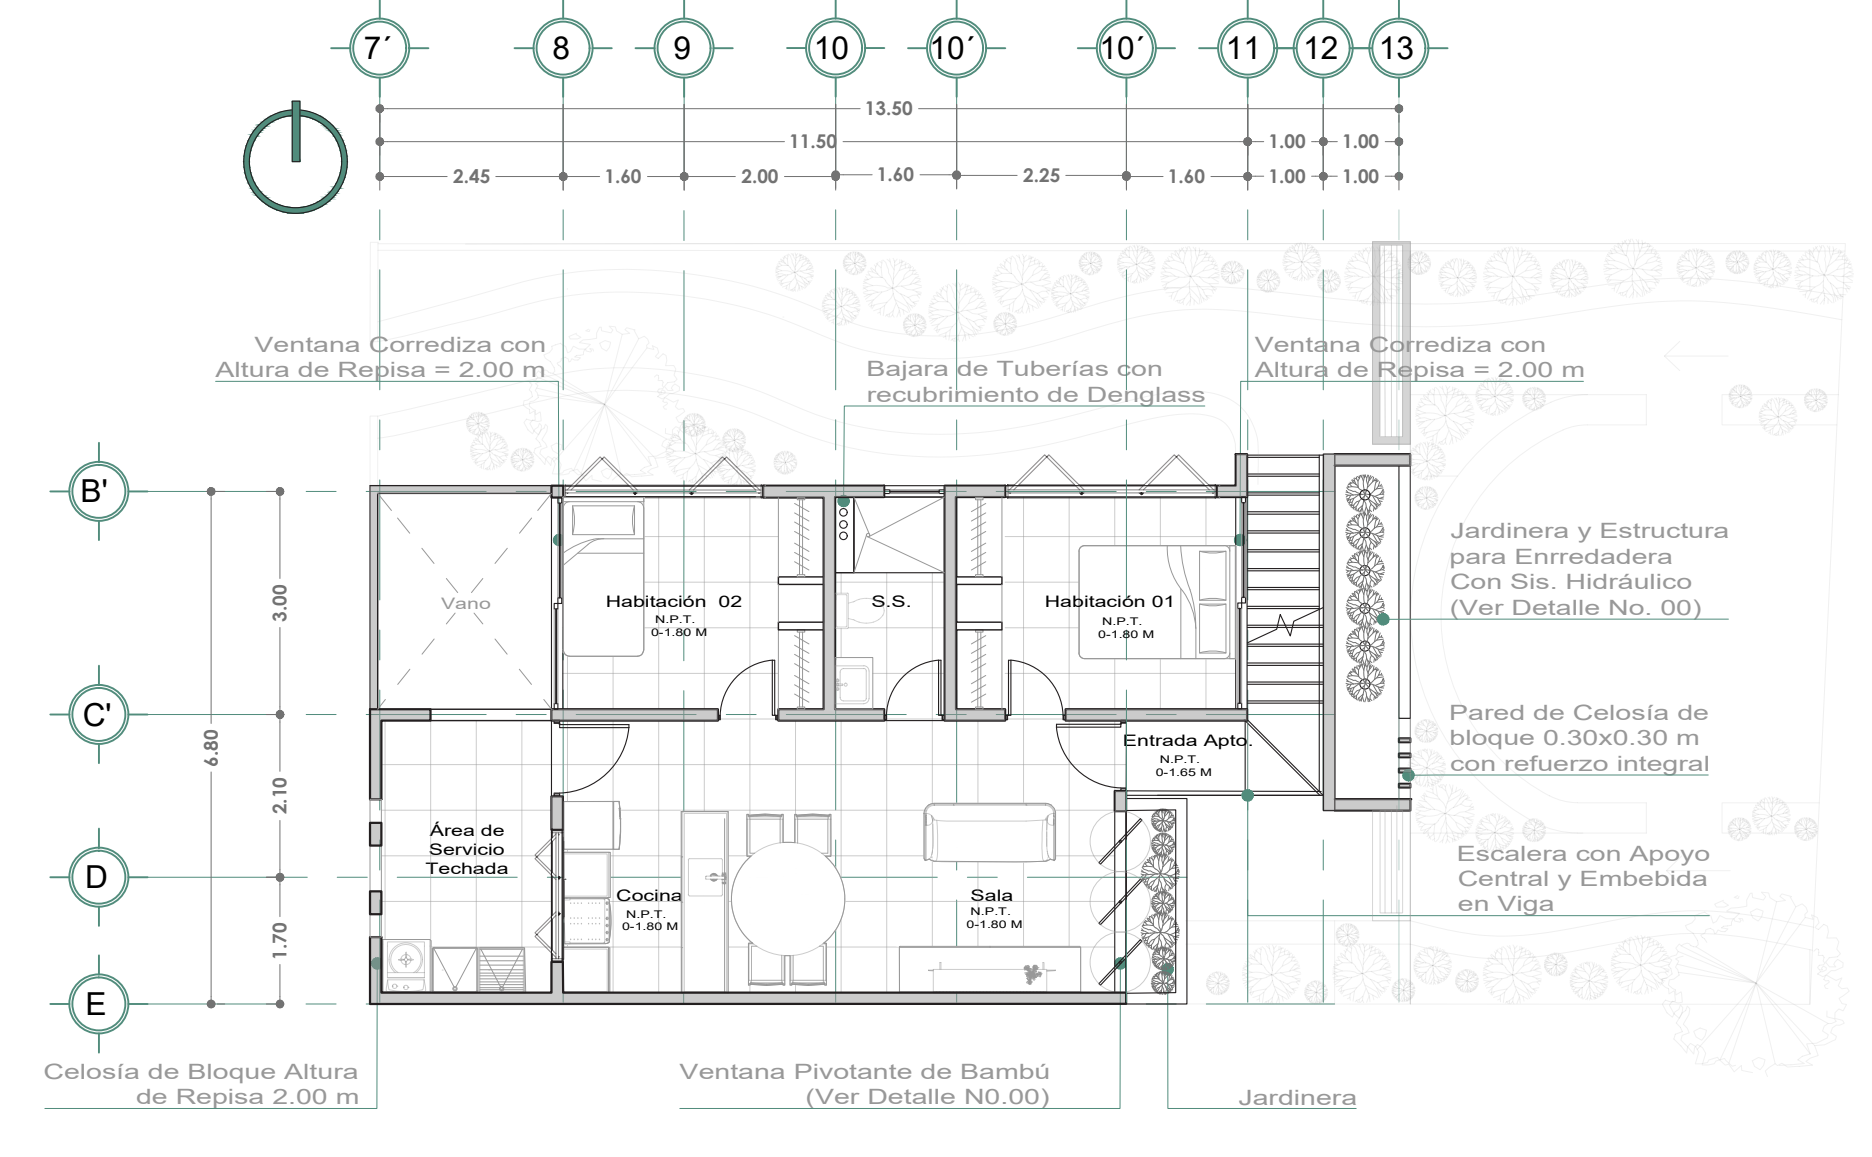 7´ 8 9 10 10´ 10´ 11 12 13
13.50
11.50 1.00 1.00
2.45 1.60 2.00 1.60 2.25 1.60 1.00 1.00
Ventana Corrediza con
Altura de Repisa = 2.00 m
Bajara de Tuberías con
recubrimiento de Denglass
Ventana Corrediza con
Altura de Repisa = 2.00 m
B'
C'
D
E
6.80
3.00
2.10
1.70
Vano
Habitación 02
N.P.T.
0-1.80 M
S.S.
Habitación 01
N.P.T.
0-1.80 M
Jardinera y Estructura
para Enrredadera
Con Sis. Hidráulico
(Ver Detalle No. 00)
Entrada Apto.
N.P.T.
0-1.65 M
Pared de Celosía de
bloque 0.30x0.30 m
con refuerzo integral
Área de
Servicio
Techada
Cocina
N.P.T.
0-1.80 M
Sala
N.P.T.
0-1.80 M
Escalera con Apoyo
Central y Embebida
en Viga
Celosía de Bloque Altura
de Repisa 2.00 m
Ventana Pivotante de Bambú
(Ver Detalle N0.00)
Jardinera